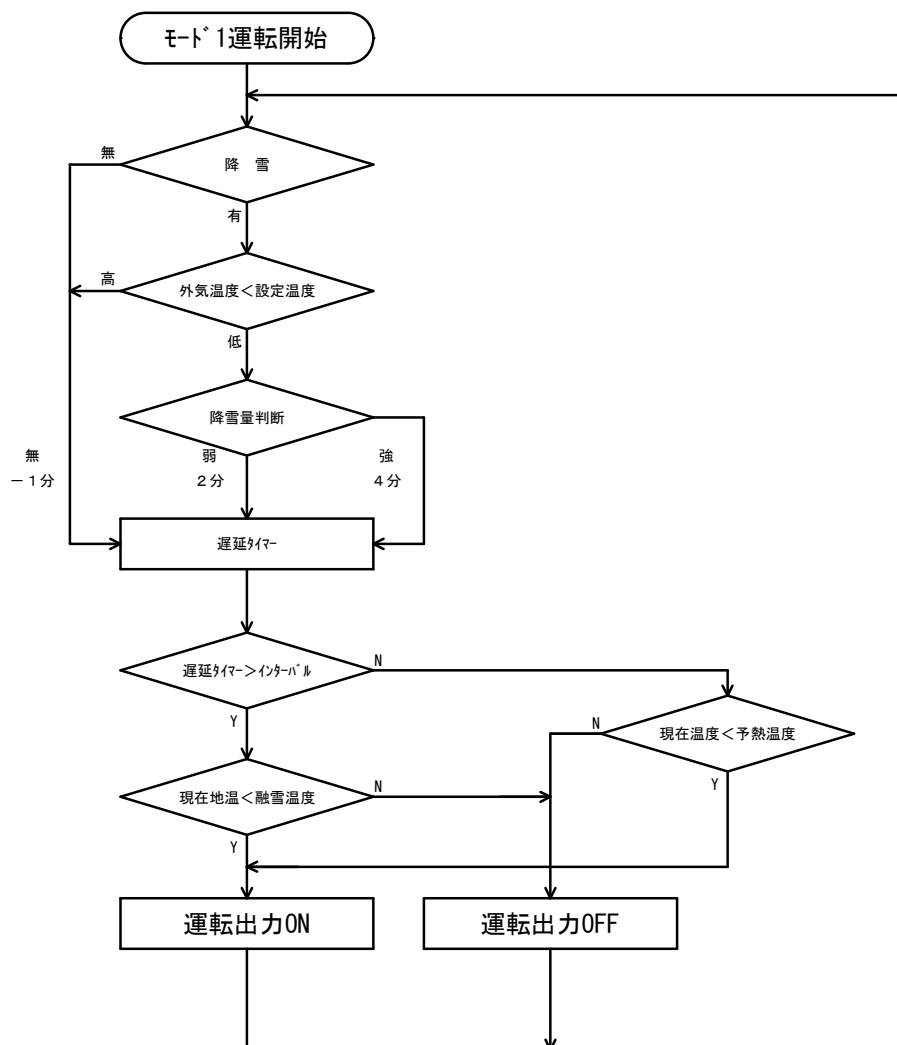 ﾓｰﾄﾞ1運転開始
無
降　雪
有
高
外気温度＜設定温度
低
降雪量判断
無
－１分
弱
２分
強
４分
遅延ﾀｲﾏｰ
遅延ﾀｲﾏｰ＞ｲﾝﾀｰﾊﾞﾙ
N
Y
N
現在温度＜予熱温度
Y
現在地温＜融雪温度
N
Y
運転出力ON
運転出力OFF